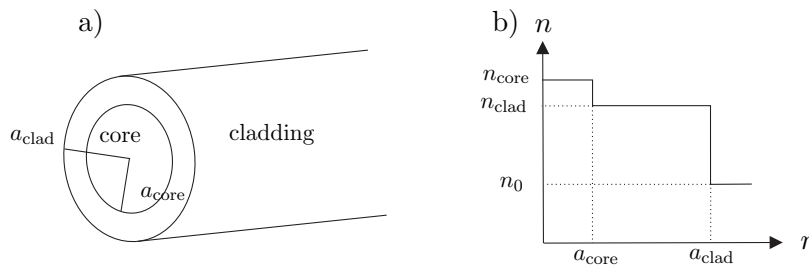 a)
core
a_clad
cladding
a_core
b)
n
n_core
n_clad
n_0
a_core
a_clad
r